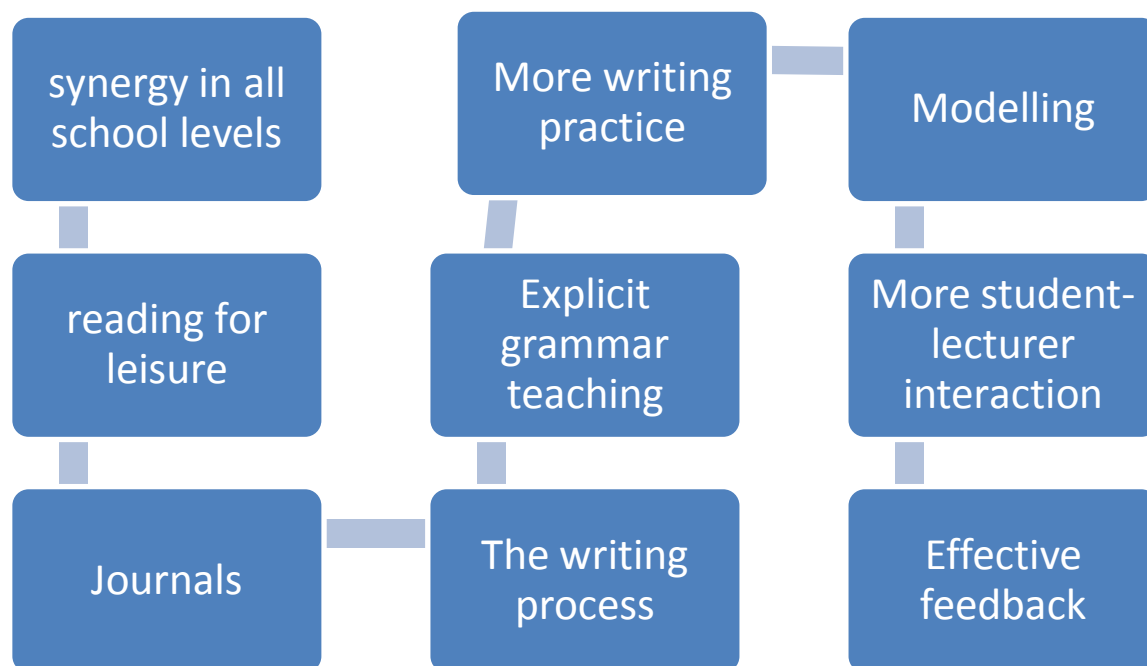 synergy in all
school levels
reading for
leisure
Journals
The writing
process
Explicit
grammar
teaching
More writing
practice
Modelling
More student-
lecturer
interaction
Effective
feedback